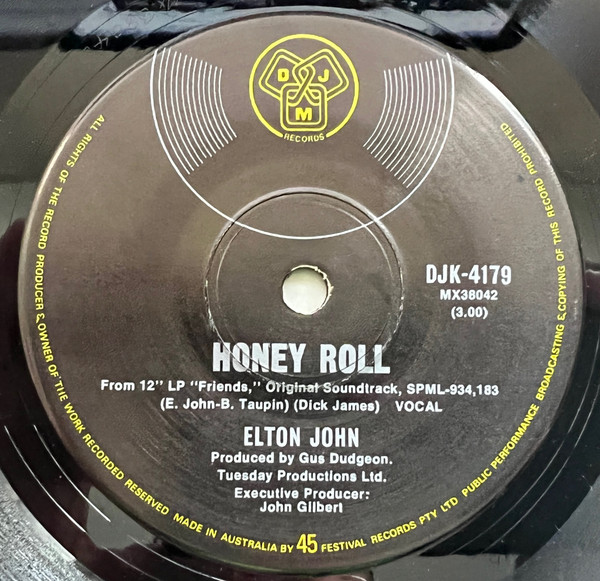 D J
M
RECORDS
DJK-4179
MX38042
(3.00)
HONEY ROLL
From 12" LP "Friends," Original Soundtrack, SPML-934,183
(E. John-B. Taupin) (Dick James) VOCAL
ELTON JOHN
Produced by Gus Dudgeon.
Tuesday Productions Ltd.
Executive Producer:
John Gilbert
ALL RIGHTS OF THE RECORD PRODUCER & OWNER OF THE WORK RECORDED RESERVED MADE IN AUSTRALIA BY 45 FESTIVAL RECORDS PTY LTD PUBLIC PERFORMANCE BROADCASTING & COPYING OF THIS RECORD PROHIBITED